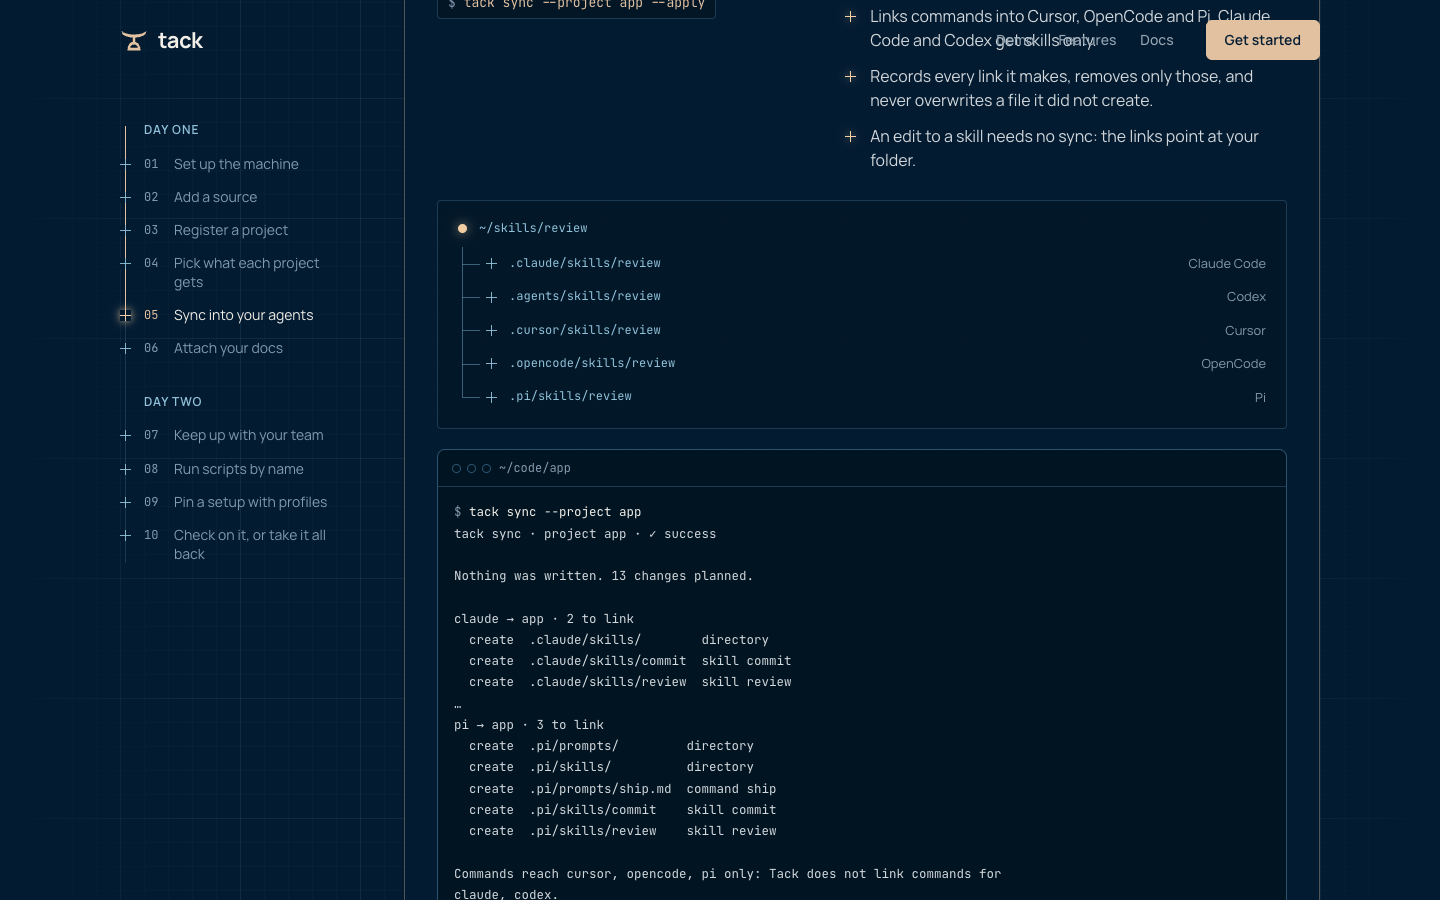 $ tack sync --project app --apply
Links commands into Cursor, OpenCode and Pi. Claude
Code and Codex get skills only.
Records every link it makes, removes only those, and
never overwrites a file it did not create.
An edit to a skill needs no sync: the links point at your
folder.
tack
Demo
Features
Docs
Get started
DAY ONE
01 Set up the machine
02 Add a source
03 Register a project
04 Pick what each project
gets
05 Sync into your agents
06 Attach your docs
DAY TWO
07 Keep up with your team
08 Run scripts by name
09 Pin a setup with profiles
10 Check on it, or take it all
back
~/skills/review
.claude/skills/review Claude Code
.agents/skills/review Codex
.cursor/skills/review Cursor
.opencode/skills/review OpenCode
.pi/skills/review Pi
~/code/app
$ tack sync --project app
tack sync · project app · ✓ success
Nothing was written. 13 changes planned.
claude → app · 2 to link
create .claude/skills/ directory
create .claude/skills/commit skill commit
create .claude/skills/review skill review
…
pi → app · 3 to link
create .pi/prompts/ directory
create .pi/skills/ directory
create .pi/prompts/ship.md command ship
create .pi/skills/commit skill commit
create .pi/skills/review skill review
Commands reach cursor, opencode, pi only: Tack does not link commands for
claude, codex.